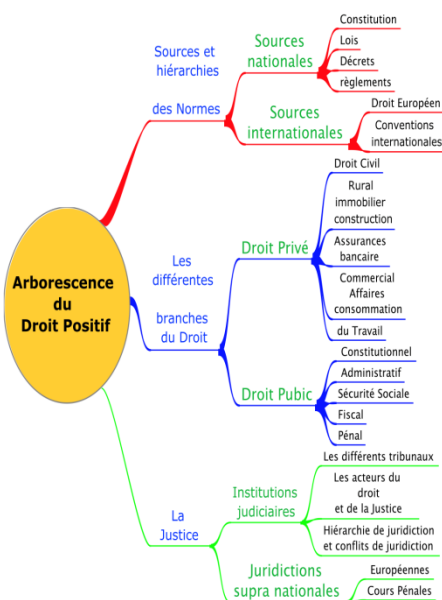 Arborescence
du
Droit Positif
Sources et
hiérarchies
des Normes
Sources
nationales
Constitution
Lois
Décrets
règlements
Sources
internationales
Droit Européen
Conventions
internationales
Les
différentes
branches
du Droit
Droit Privé
Droit Civil
Rural
immobilier
construction
Assurances
bancaire
Commercial
Affaires
consommation
du Travail
Droit Pubic
Constitutionnel
Administratif
Sécurité Sociale
Fiscal
Pénal
La
Justice
Institutions
judiciaires
Les différents tribunaux
Les acteurs du
droit
et de la Justice
Hiérarchie de juridiction
et conflits de juridiction
Juridictions
supra nationales
Européennes
Cours Pénales